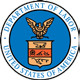 DEPARTMENT OF LABOR
UNITED STATES OF AMERICA